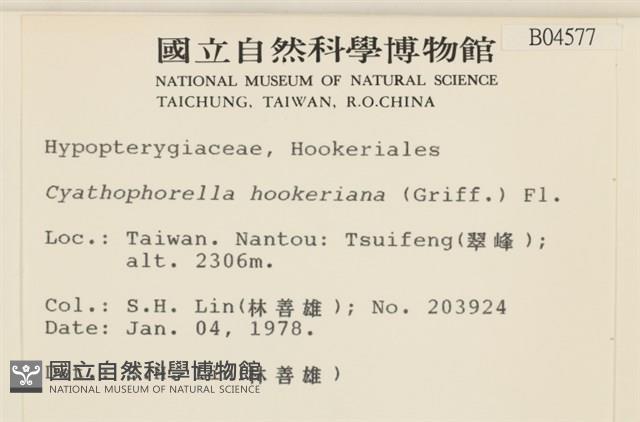 B04577
國立自然科學博物館
NATIONAL MUSEUM OF NATURAL SCIENCE
TAICHUNG, TAIWAN, R.O.CHINA
Hypopterygiaceae, Hookeriales
Cyathophorella hookeriana (Griff.) Fl.
Loc.: Taiwan. Nantou: Tsuifeng(翠峰);
alt. 2306m.
Col.: S.H. Lin(林善雄); No. 203924
Date: Jan. 04, 1978.
林善雄)
國立自然科學博物館
NATIONAL MUSEUM OF NATURAL SCIENCE